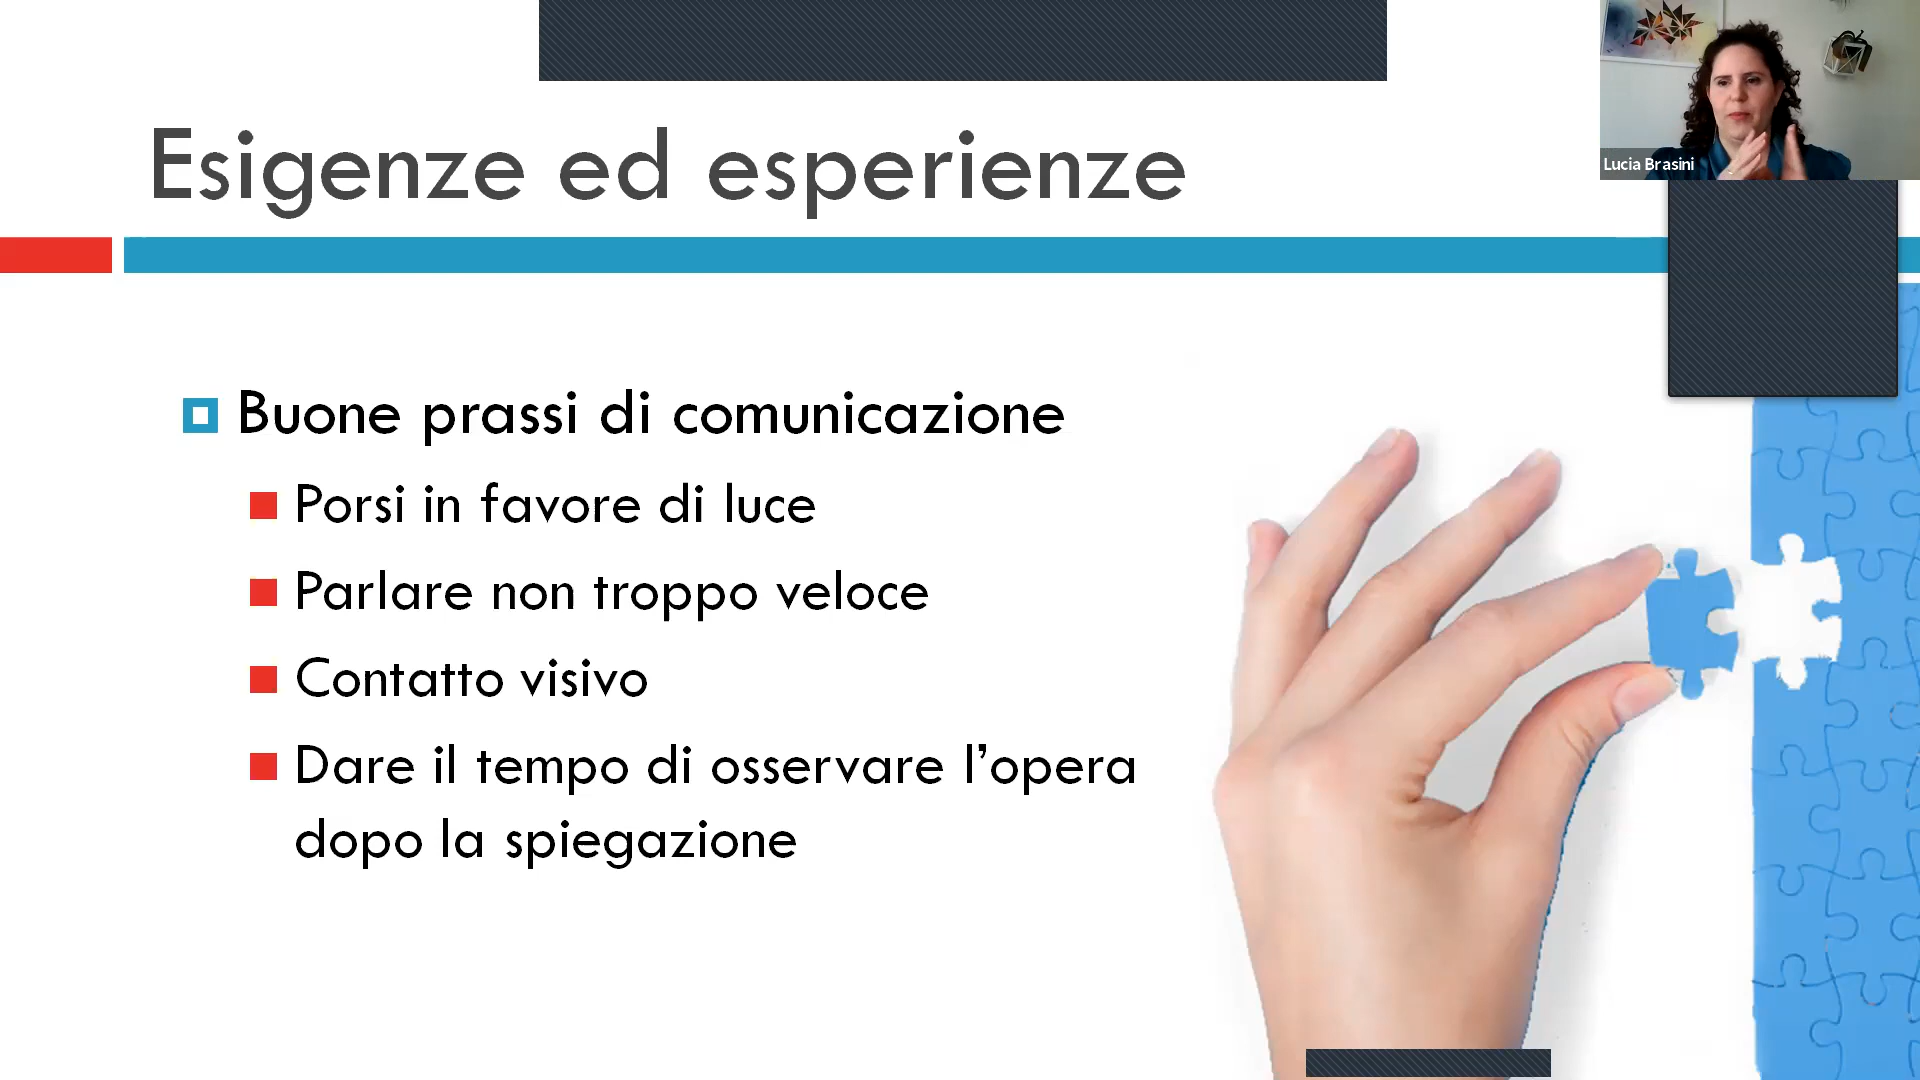 Esigenze ed esperienze
Lucia Brasini
Buone prassi di comunicazione
Porsi in favore di luce
Parlare non troppo veloce
Contatto visivo
Dare il tempo di osservare l’opera
dopo la spiegazione